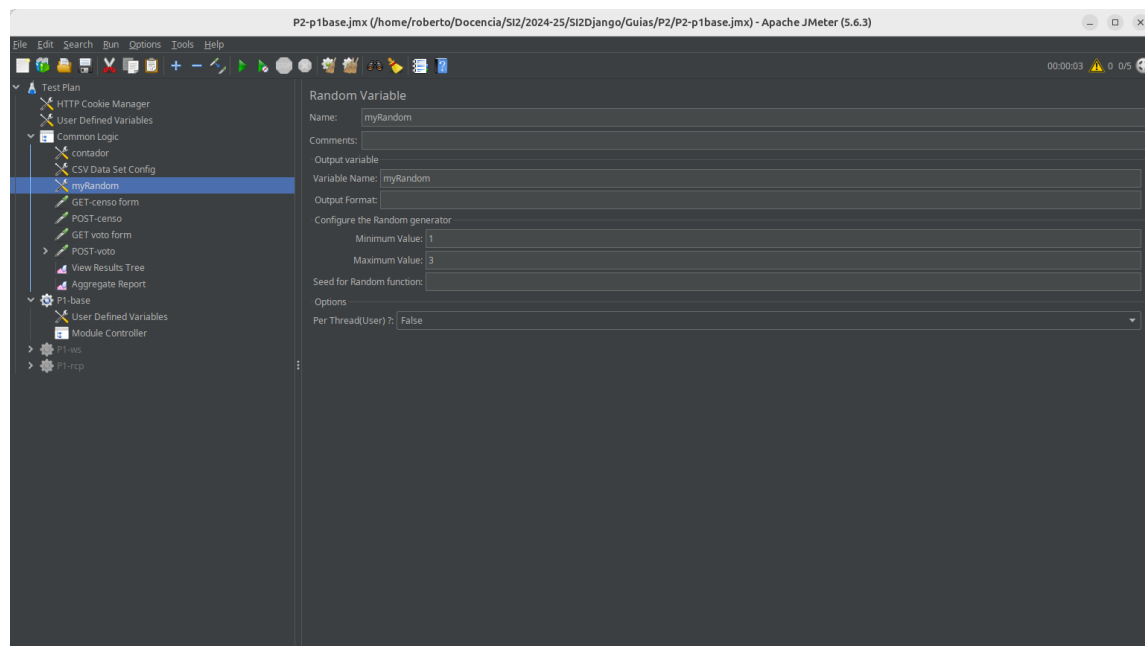 P2-p1base.jmx (/home/roberto/Docencia/SI2/2024-25/SI2Django/Guias/P2/P2-p1base.jmx) - Apache JMeter (5.6.3)
File Edit Search Run Options Tools Help
00:00:03 0 0/5
Test Plan
HTTP Cookie Manager
User Defined Variables
Common Logic
contador
CSV Data Set Config
myRandom
GET-censo form
POST-censo
GET voto form
POST-voto
View Results Tree
Aggregate Report
P1-base
User Defined Variables
Module Controller
P1-ws
P1-rcp
Random Variable
Name: myRandom
Comments:
Output variable
Variable Name: myRandom
Output Format:
Configure the Random generator
Minimum Value: 1
Maximum Value: 3
Seed for Random function:
Options
Per Thread(User) ?: False